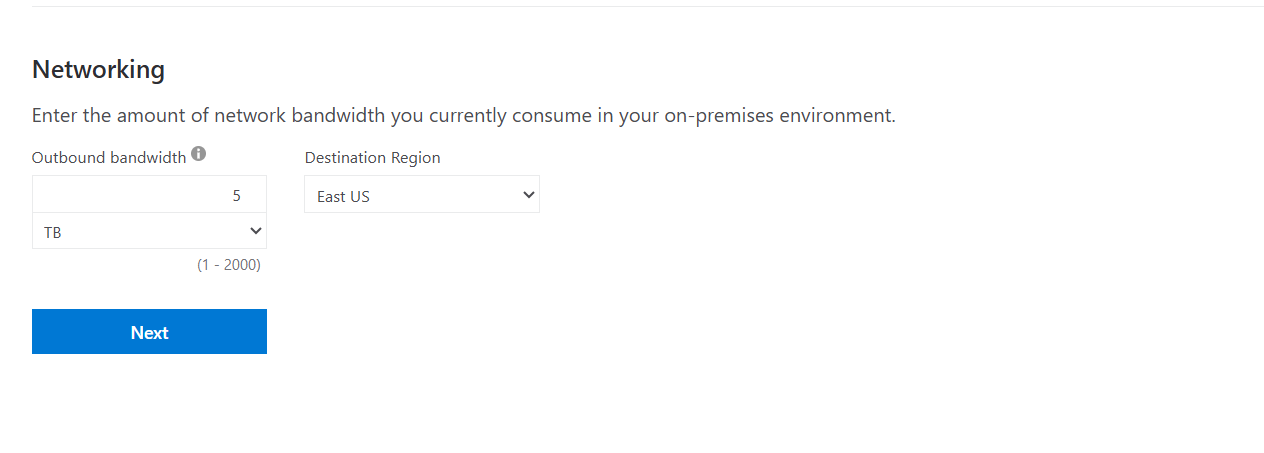 Networking
Enter the amount of network bandwidth you currently consume in your on-premises environment.
Outbound bandwidth
Destination Region
5
East US
TB
(1 - 2000)
Next